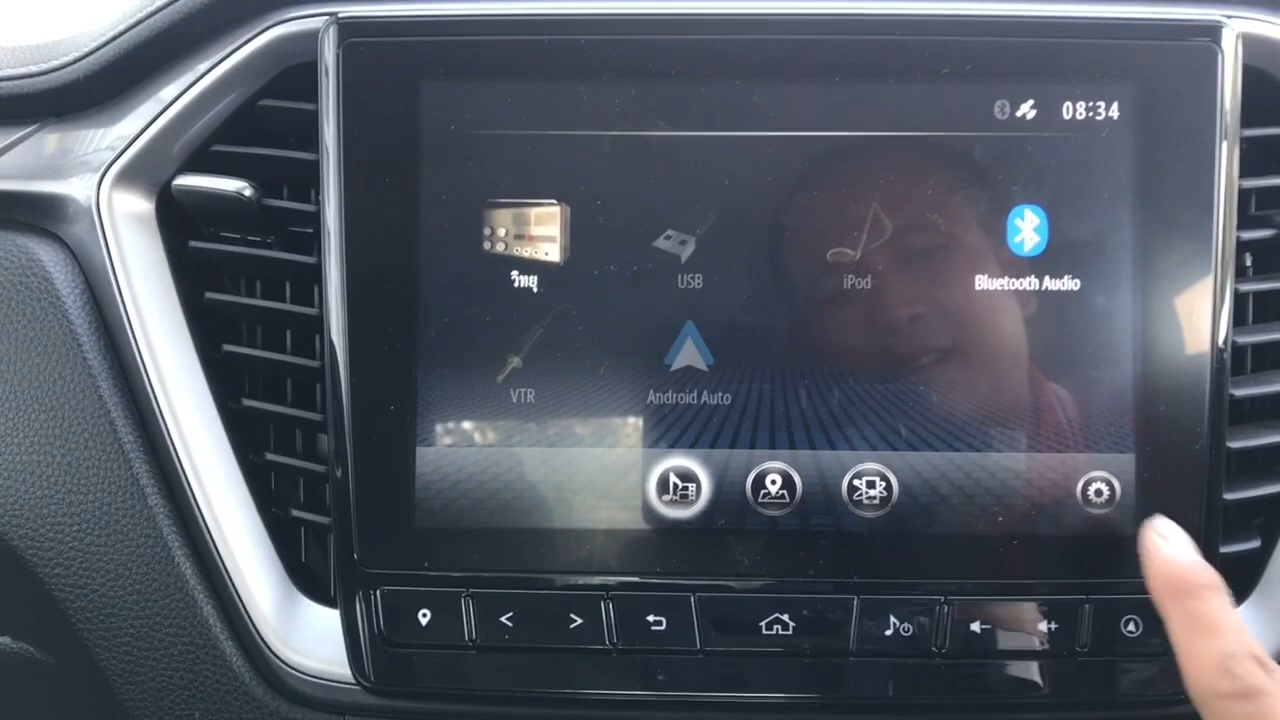 08:34
วิทยุ
USB
iPod
Bluetooth Audio
VTR
Android Auto